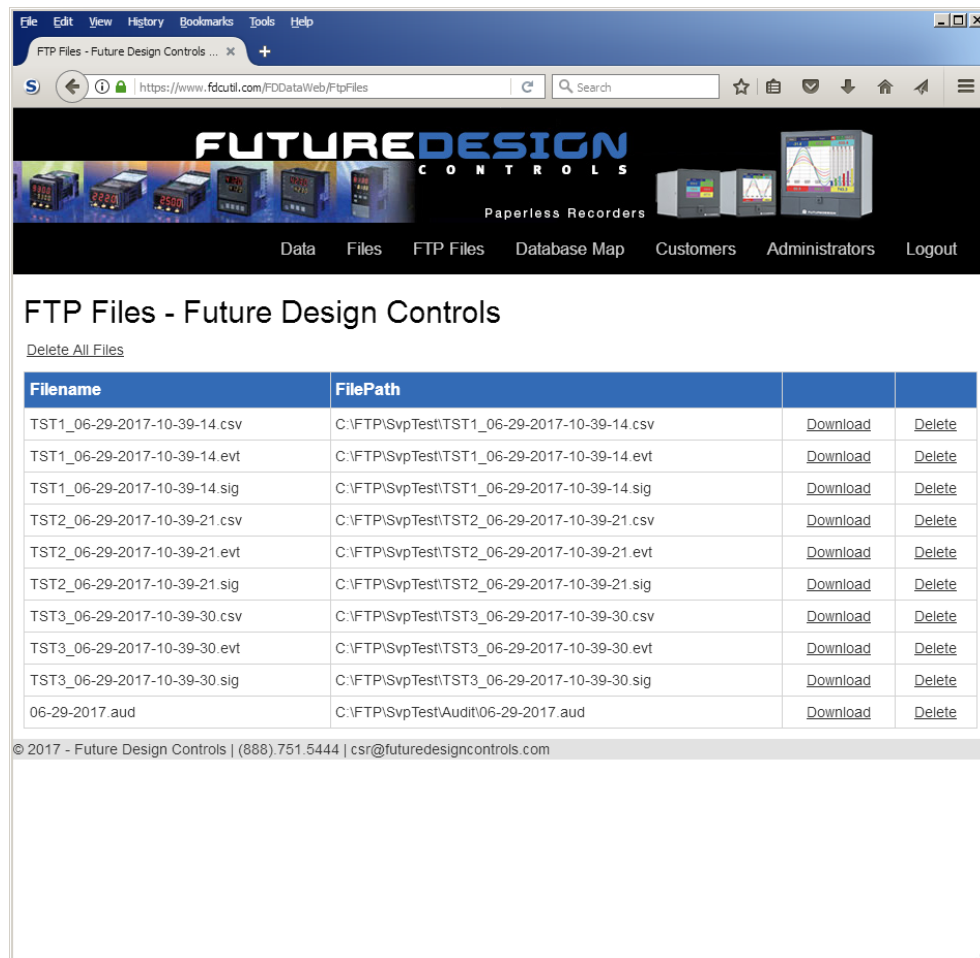 File Edit View History Bookmarks Tools Help
FTP Files - Future Design Controls ...
https://www.fdcutil.com/FDDataWeb/FtpFiles Search
FUTUREDESIGN
CONTROLS
Paperless Recorders
Data Files FTP Files Database Map Customers Administrators Logout
FTP Files - Future Design Controls
Delete All Files
Filename FilePath
TST1_06-29-2017-10-39-14.csv C:\FTP\SvpTest\TST1_06-29-2017-10-39-14.csv Download Delete
TST1_06-29-2017-10-39-14.evt C:\FTP\SvpTest\TST1_06-29-2017-10-39-14.evt Download Delete
TST1_06-29-2017-10-39-14.sig C:\FTP\SvpTest\TST1_06-29-2017-10-39-14.sig Download Delete
TST2_06-29-2017-10-39-21.csv C:\FTP\SvpTest\TST2_06-29-2017-10-39-21.csv Download Delete
TST2_06-29-2017-10-39-21.evt C:\FTP\SvpTest\TST2_06-29-2017-10-39-21.evt Download Delete
TST2_06-29-2017-10-39-21.sig C:\FTP\SvpTest\TST2_06-29-2017-10-39-21.sig Download Delete
TST3_06-29-2017-10-39-30.csv C:\FTP\SvpTest\TST3_06-29-2017-10-39-30.csv Download Delete
TST3_06-29-2017-10-39-30.evt C:\FTP\SvpTest\TST3_06-29-2017-10-39-30.evt Download Delete
TST3_06-29-2017-10-39-30.sig C:\FTP\SvpTest\TST3_06-29-2017-10-39-30.sig Download Delete
06-29-2017.aud C:\FTP\SvpTest\Audit\06-29-2017.aud Download Delete
© 2017 - Future Design Controls | (888).751.5444 | csr@futuredesigncontrols.com